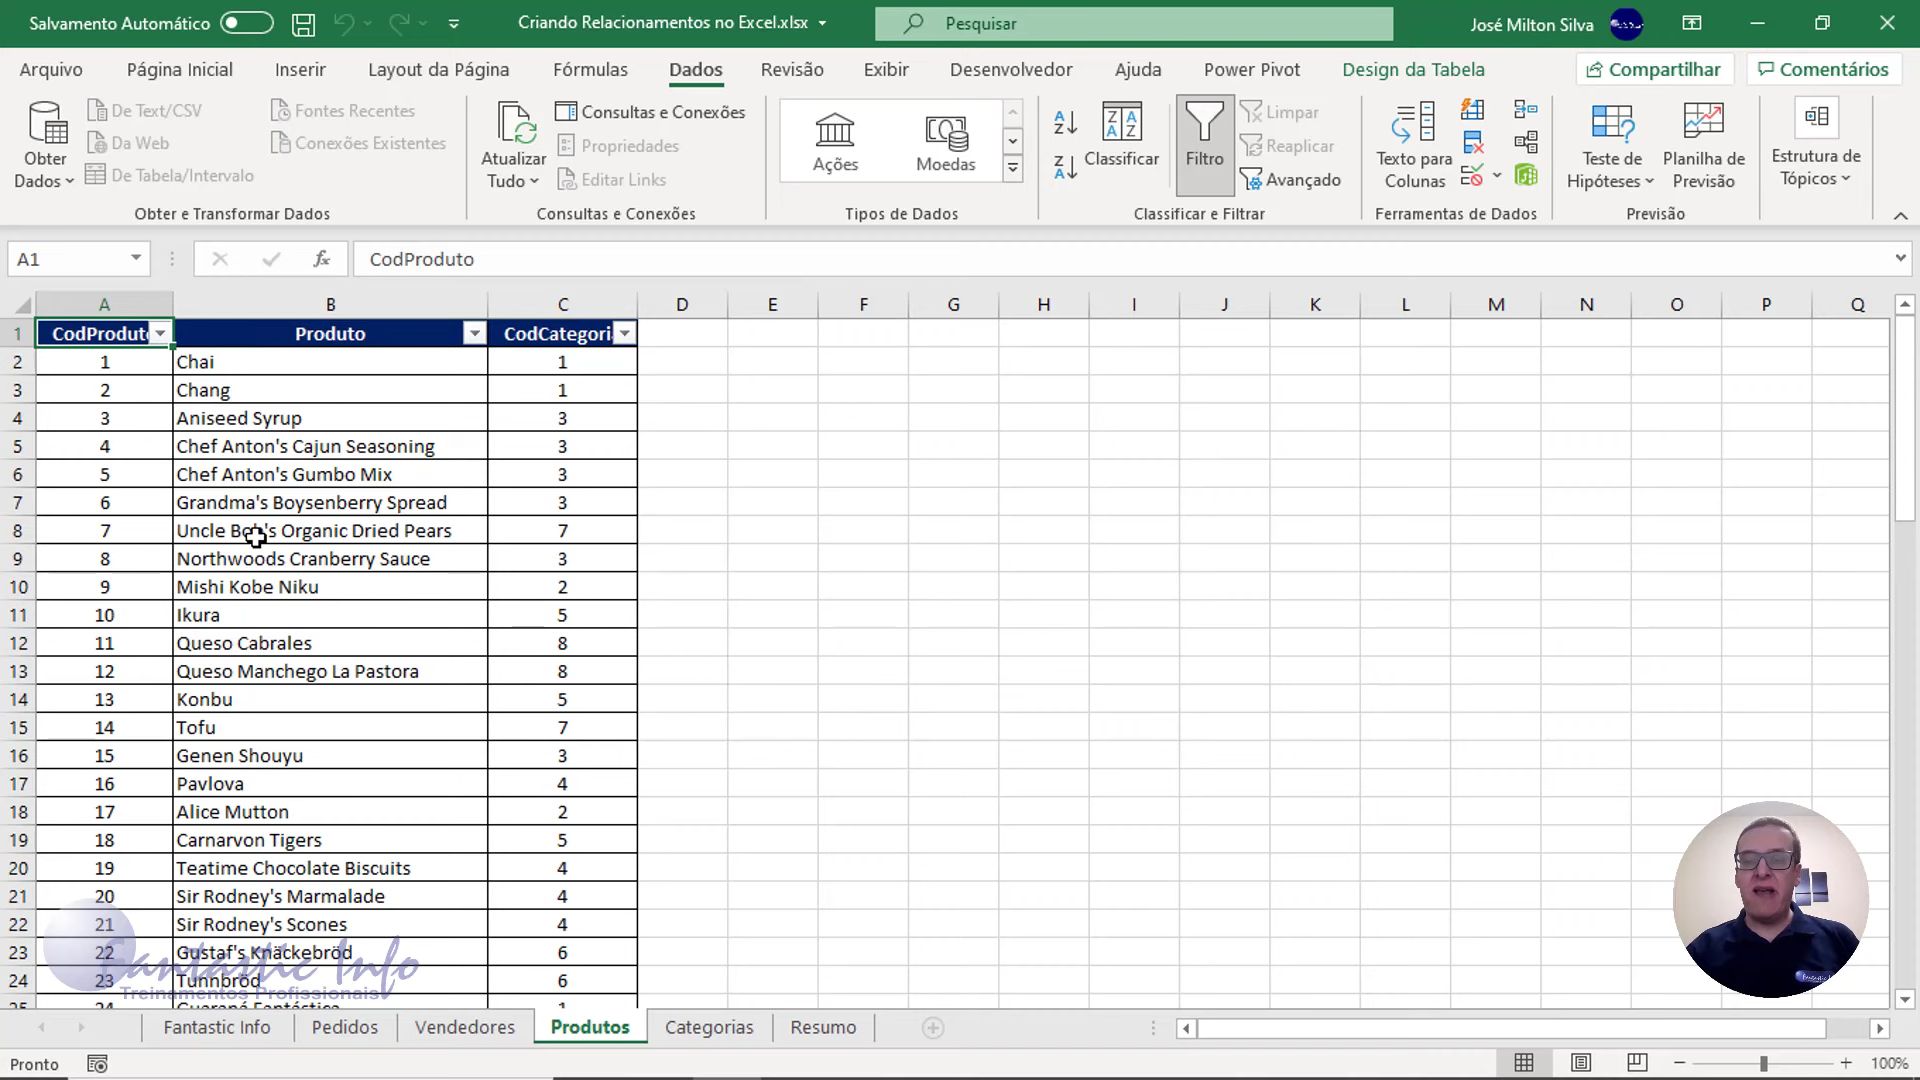 Salvamento Automático
Criando Relacionamentos no Excel.xlsx
Pesquisar
José Milton Silva
Arquivo Página Inicial Inserir Layout da Página Fórmulas Dados Revisão Exibir Desenvolvedor Ajuda Power Pivot Design da Tabela Compartilhar Comentários
Obter Dados
De Text/CSV
Da Web
De Tabela/Intervalo
Fontes Recentes
Conexões Existentes
Obter e Transformar Dados
Atualizar Tudo
Consultas e Conexões
Propriedades
Editar Links
Consultas e Conexões
Ações
Moedas
Tipos de Dados
Classificar
Filtro
Limpar
Reaplicar
Avançado
Classificar e Filtrar
Texto para Colunas
Ferramentas de Dados
Teste de Hipóteses
Planilha de Previsão
Previsão
Estrutura de Tópicos
A1
fx
CodProduto
A B C D E F G H I J K L M N O P Q
1 CodProdut Produto CodCategori
2 1 Chai 1
3 2 Chang 1
4 3 Aniseed Syrup 3
5 4 Chef Anton's Cajun Seasoning 3
6 5 Chef Anton's Gumbo Mix 3
7 6 Grandma's Boysenberry Spread 3
8 7 Uncle Bob's Organic Dried Pears 7
9 8 Northwoods Cranberry Sauce 3
10 9 Mishi Kobe Niku 2
11 10 Ikura 5
12 11 Queso Cabrales 8
13 12 Queso Manchego La Pastora 8
14 13 Konbu 5
15 14 Tofu 7
16 15 Genen Shouyu 3
17 16 Pavlova 4
18 17 Alice Mutton 2
19 18 Carnarvon Tigers 5
20 19 Teatime Chocolate Biscuits 4
21 20 Sir Rodney's Marmalade 4
22 21 Sir Rodney's Scones 4
23 22 Gustaf's Knäckebröd 6
24 23 Tunnbröd 6
25 24 Guaraná Fantástica 1
Fantastic Info
Treinamentos Profissionais
Fantastic Info Pedidos Vendedores Produtos Categorias Resumo
Pronto
100%